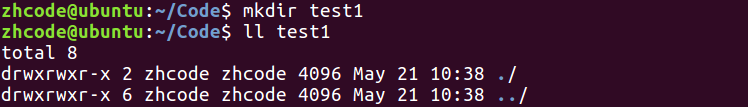 zhcode@ubuntu:~/Code$ mkdir test1
zhcode@ubuntu:~/Code$ ll test1
total 8
drwxrwxr-x 2 zhcode zhcode 4096 May 21 10:38 ./
drwxrwxr-x 6 zhcode zhcode 4096 May 21 10:38 ../